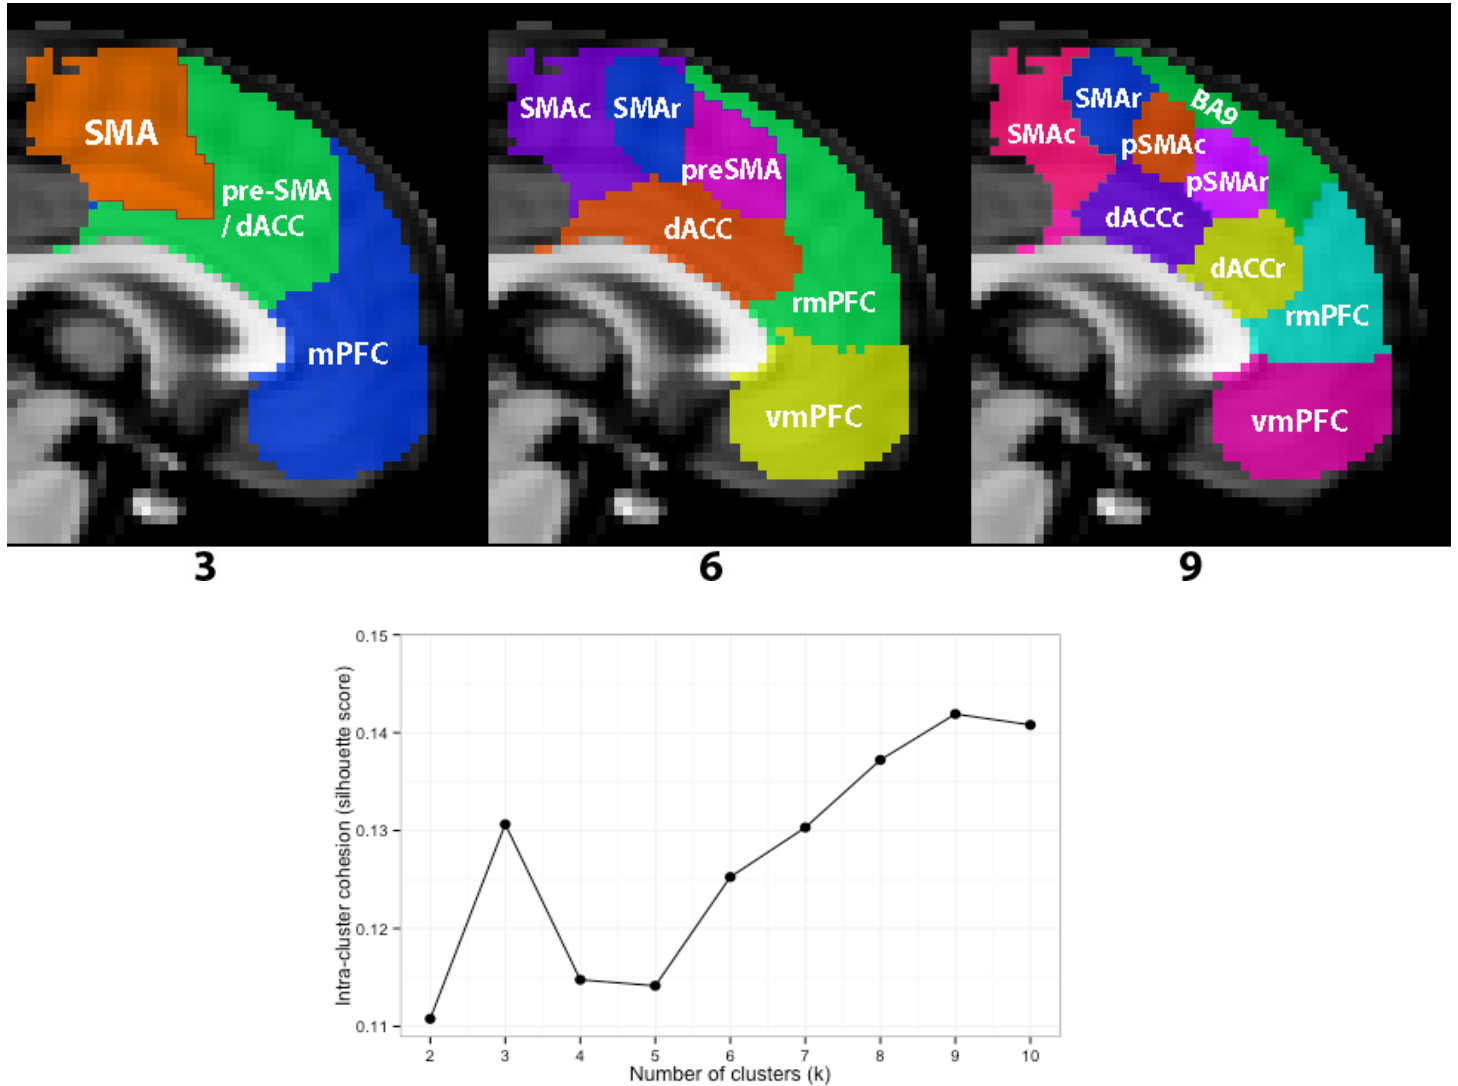 SMA
pre-SMA
/ dACC
mPFC
3
SMAc
SMAr
preSMA
dACC
rmPFC
vmPFC
6
SMAc
SMAr
BA9
pSMAc
pSMAr
dACCc
dACCr
rmPFC
vmPFC
9
Intra-cluster cohesion (silhouette score)
0.15
0.14
0.13
0.12
0.11
2 3 4 5 6 7 8 9 10
Number of clusters (k)